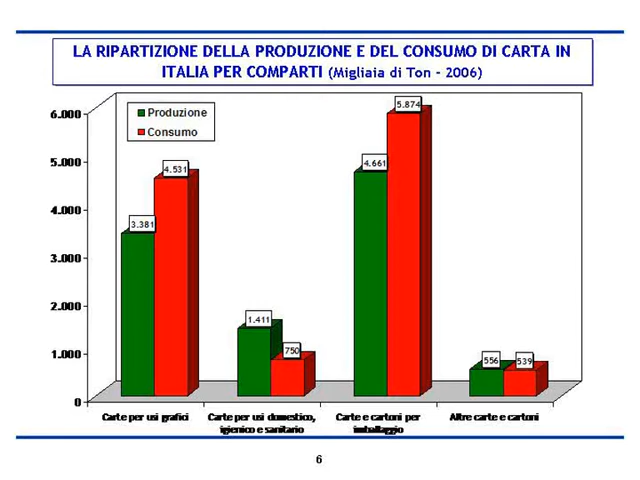 LA RIPARTIZIONE DELLA PRODUZIONE E DEL CONSUMO DI CARTA IN
ITALIA PER COMPARTI (Migliaia di Ton - 2006)
Produzione
Consumo
6.000
5.000
4.000
3.000
2.000
1.000
0
3.381
4.531
1.411
750
4.661
5.874
556
539
Carte per usi grafici
Carte per usi domestico,
igienico e sanitario
Carte e cartoni per
imballaggio
Altre carte e cartoni
6